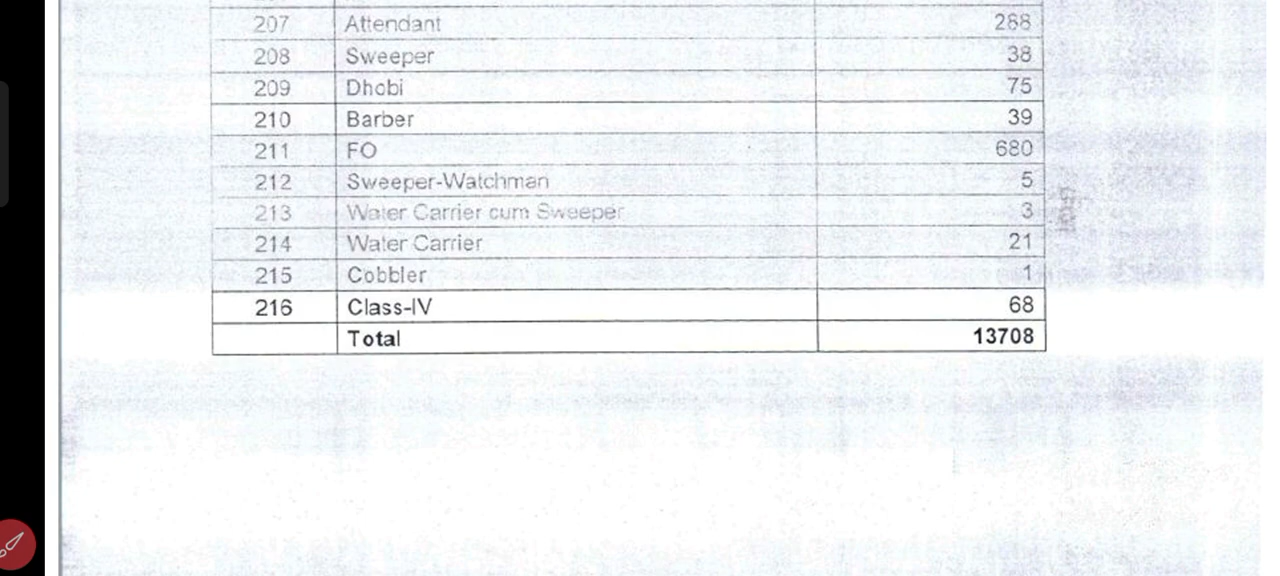 207 Attendant 288
208 Sweeper 38
209 Dhobi 75
210 Barber 39
211 FO 680
212 Sweeper-Watchman 5
213 Water Carrier cum Sweeper 3
214 Water Carrier 21
215 Cobbler 1
216 Class-IV 68
Total 13708